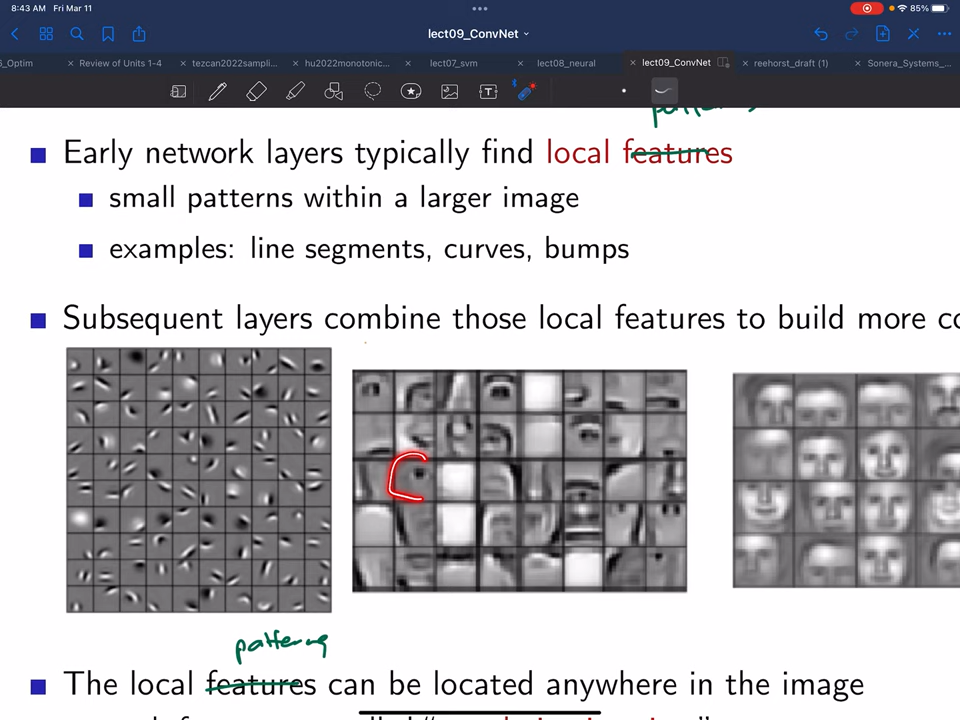 8:43 AM Fri Mar 11
85%
lect09_ConvNet
5_Optim
Review of Units 1-4
tezcan2022sampli...
hu2022monotonic...
lect07_svm
lect08_neural
lect09_ConvNet
reehorst_draft (1)
Sonera_Systems_...
Early network layers typically find local features
small patterns within a larger image
examples: line segments, curves, bumps
Subsequent layers combine those local features to build more co
patterns
The local features can be located anywhere in the image